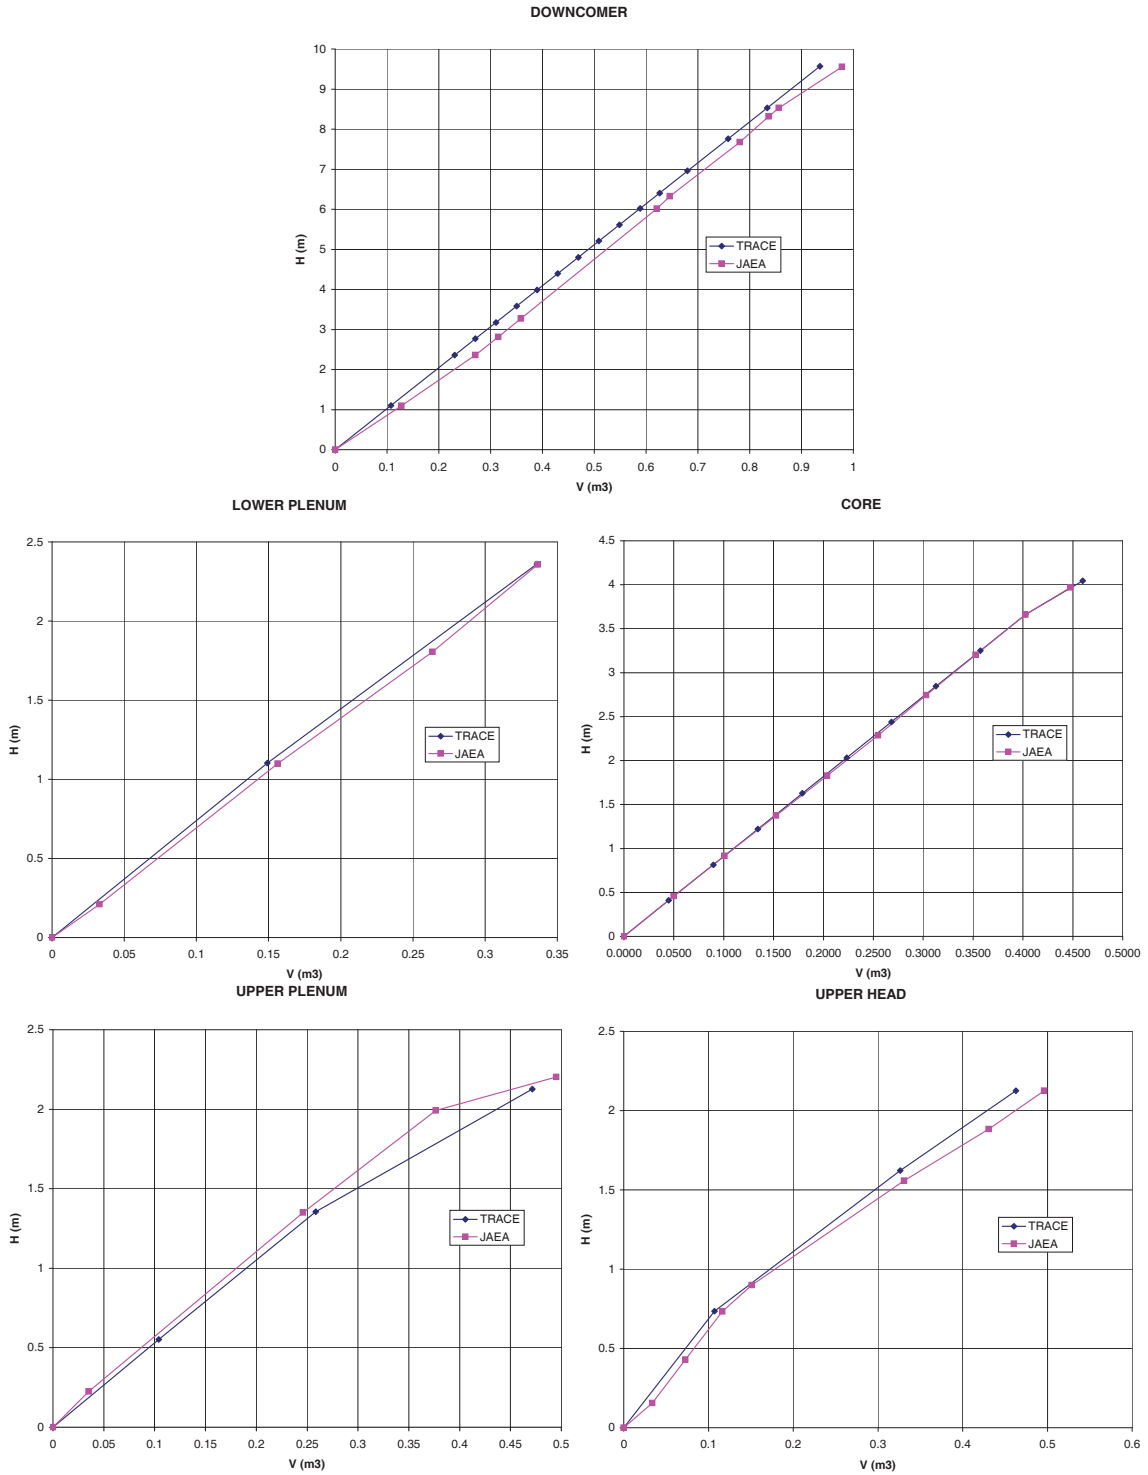 DOWNCOMER
10
9
8
7
6
5
4
3
2
1
0
H (m)
TRACE
JAEA
0 0.1 0.2 0.3 0.4 0.5 0.6 0.7 0.8 0.9 1
V (m3)
LOWER PLENUM
2.5
2
1.5
1
0.5
0
H (m)
TRACE
JAEA
0 0.05 0.1 0.15 0.2 0.25 0.3 0.35
V (m3)
CORE
4.5
4
3.5
3
2.5
2
1.5
1
0.5
0
H (m)
TRACE
JAEA
0.0000 0.0500 0.1000 0.1500 0.2000 0.2500 0.3000 0.3500 0.4000 0.4500 0.5000
V (m3)
UPPER PLENUM
2.5
2
1.5
1
0.5
0
H (m)
TRACE
JAEA
0 0.05 0.1 0.15 0.2 0.25 0.3 0.35 0.4 0.45 0.5
V (m3)
UPPER HEAD
2.5
2
1.5
1
0.5
0
H (m)
TRACE
JAEA
0 0.1 0.2 0.3 0.4 0.5 0.6
V (m3)